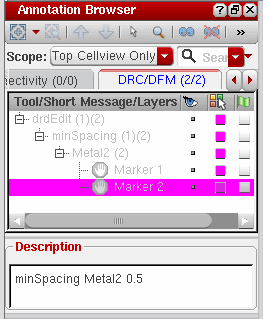 Annotation Browser
»
Scope: Top Cellview Only Sear
ectivity (0/0) DRC/DFM (2/2)
Tool/Short Message/Layers
drdEdit (1)(2)
minSpacing (1)(2)
Metal2 (2)
Marker 1
Marker 2
Description
minSpacing Metal2 0.5